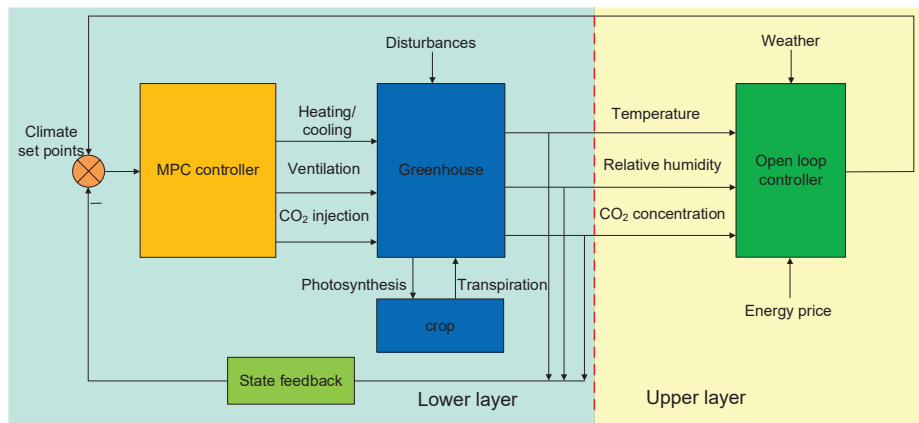 Disturbances
Weather
Climate
set points
MPC controller
Heating/
cooling
Ventilation
CO₂ injection
Greenhouse
Temperature
Relative humidity
CO₂ concentration
Open loop
controller
Photosynthesis
Transpiration
crop
Energy price
State feedback
Lower layer
Upper layer